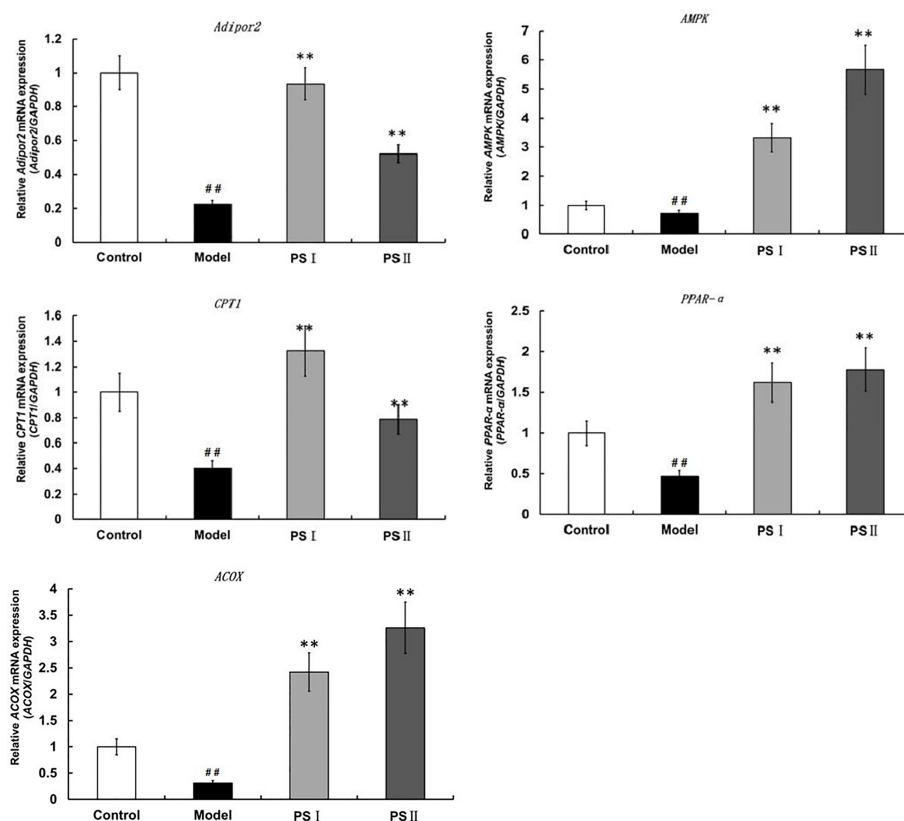 Adipor2
Relative Adipor2 mRNA expression
(Adipor2/GAPDH)
1.2
1
0.8
0.6
0.4
0.2
0
##
**
**
Control Model PS Ⅰ PS Ⅱ
AMPK
Relative AMPK mRNA expression
(AMPK/GAPDH)
7
6
5
4
3
2
1
0
##
**
**
Control Model PS Ⅰ PS Ⅱ
CPT1
Relative CPT1 mRNA expression
(CPT1/GAPDH)
1.6
1.4
1.2
1
0.8
0.6
0.4
0.2
0
##
**
**
Control Model PS Ⅰ PS Ⅱ
PPAR-α
Relative PPAR-α mRNA expression
(PPAR-α/GAPDH)
2.5
2
1.5
1
0.5
0
##
**
**
Control Model PS Ⅰ PS Ⅱ
ACOX
Relative ACOX mRNA expression
(ACOX/GAPDH)
4
3.5
3
2.5
2
1.5
1
0.5
0
##
**
**
Control Model PS Ⅰ PS Ⅱ